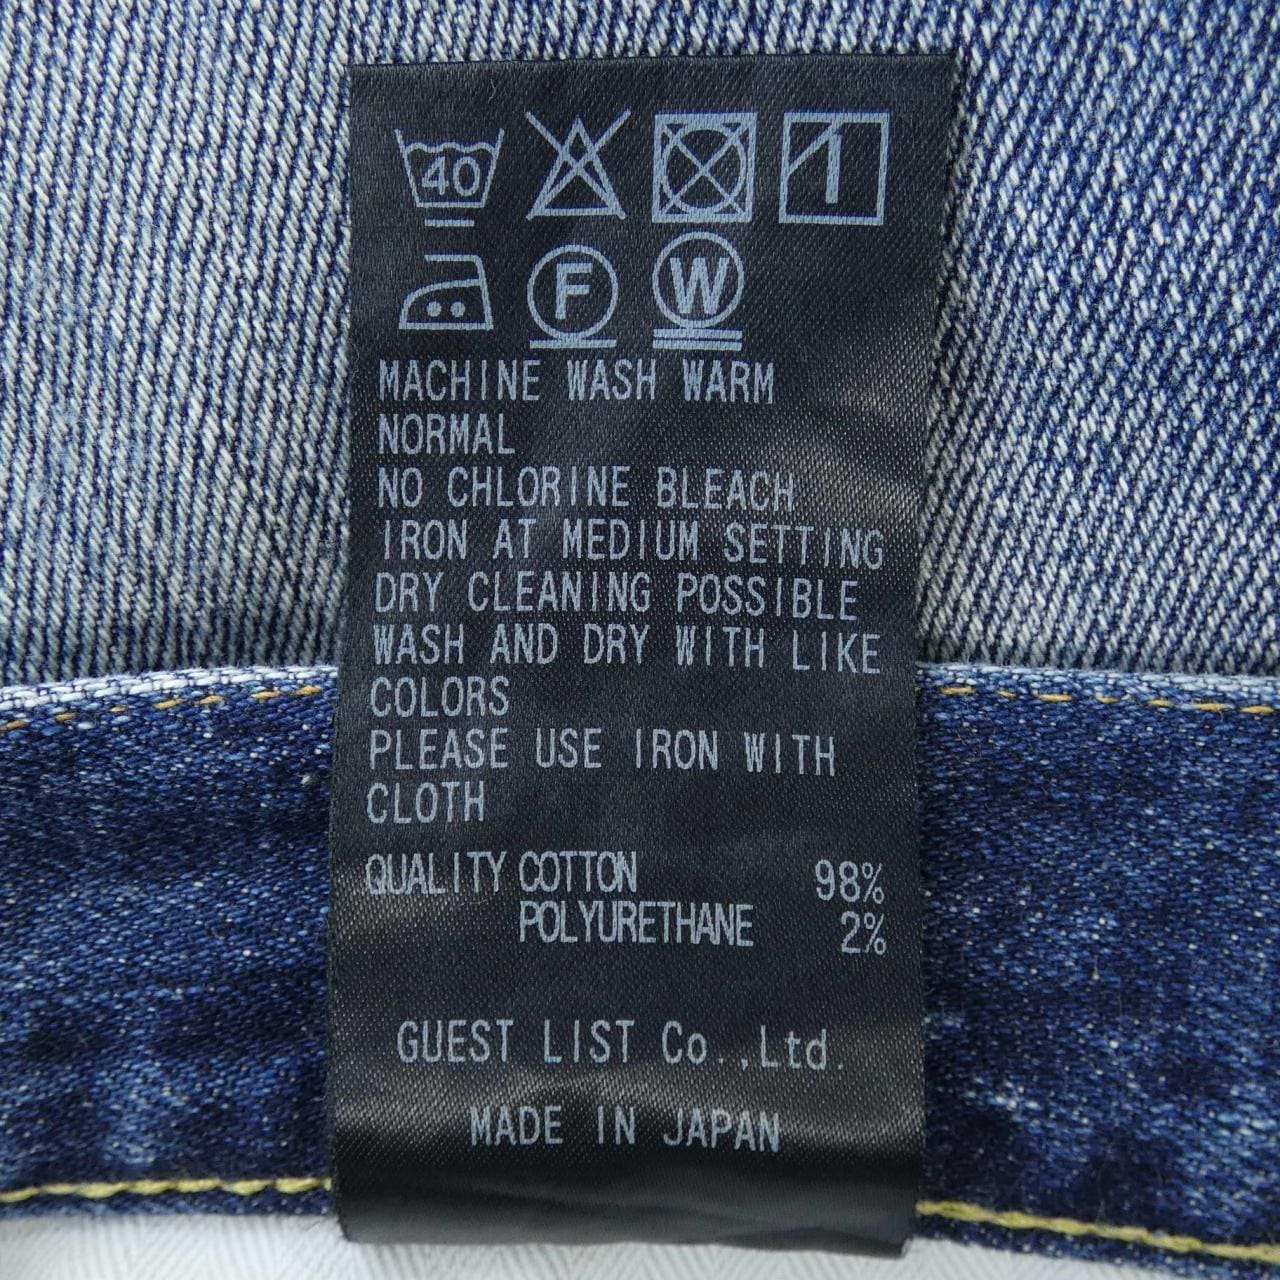 40
F W
MACHINE WASH WARM
NORMAL
NO CHLORINE BLEACH
IRON AT MEDIUM SETTING
DRY CLEANING POSSIBLE
WASH AND DRY WITH LIKE
COLORS
PLEASE USE IRON WITH
CLOTH
QUALITY COTTON 98%
POLYURETHANE 2%
GUEST LIST Co.,Ltd.
MADE IN JAPAN